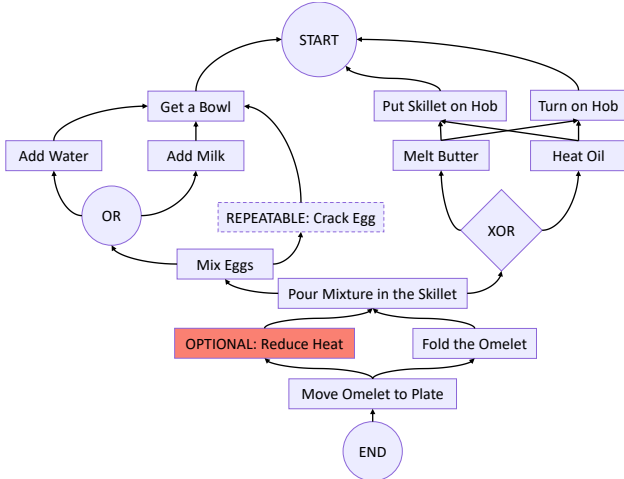 START
Get a Bowl
Put Skillet on Hob
Turn on Hob
Add Water
Add Milk
Melt Butter
Heat Oil
OR
REPEATABLE: Crack Egg
XOR
Mix Eggs
Pour Mixture in the Skillet
OPTIONAL: Reduce Heat
Fold the Omelet
Move Omelet to Plate
END